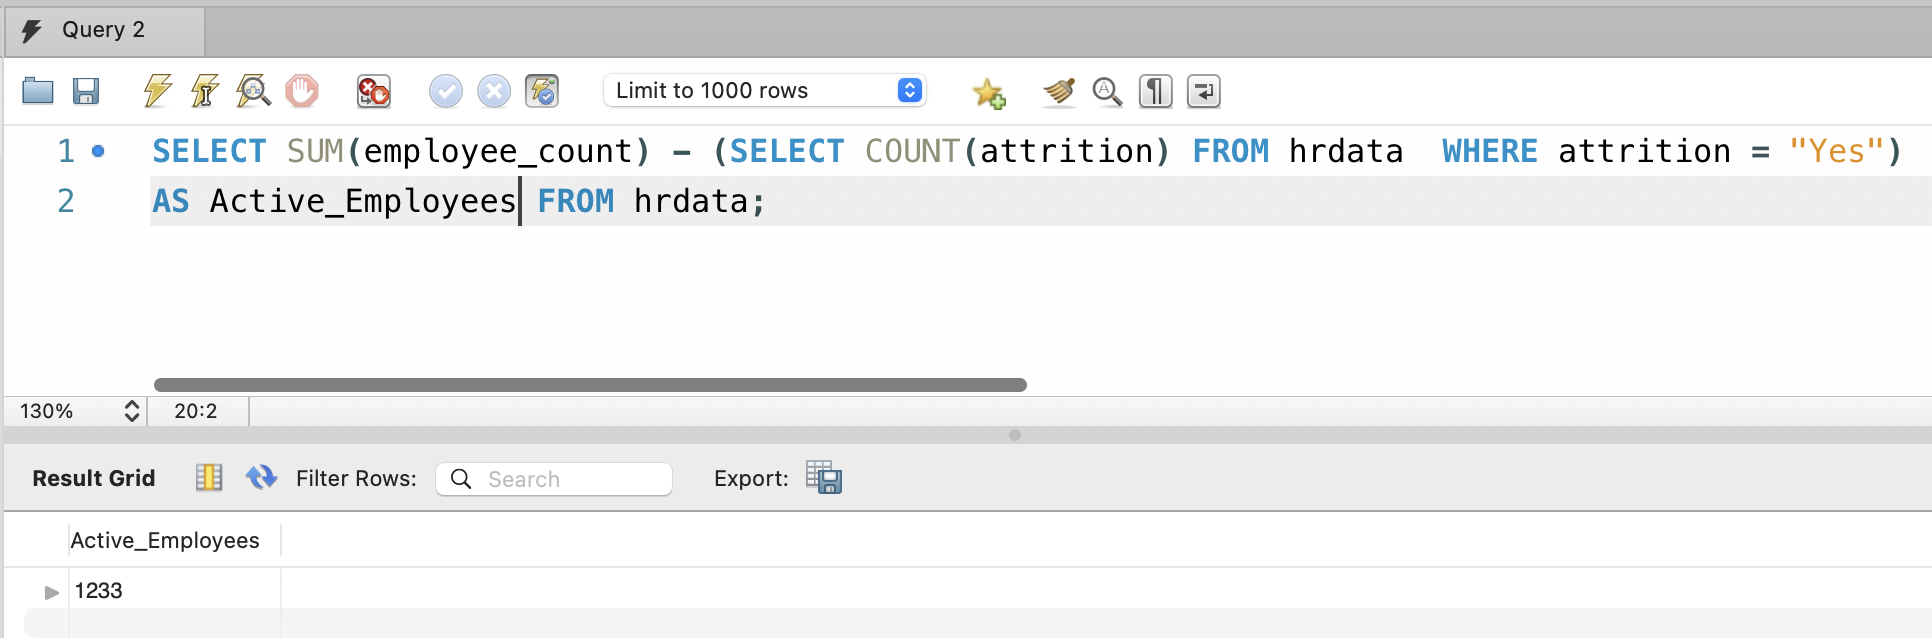 Query 2
Limit to 1000 rows
1 SELECT SUM(employee_count) - (SELECT COUNT(attrition) FROM hrdata  WHERE attrition = "Yes")
2 AS Active_Employees FROM hrdata;
130% 20:2
Result Grid Filter Rows: Search Export:
Active_Employees
1233